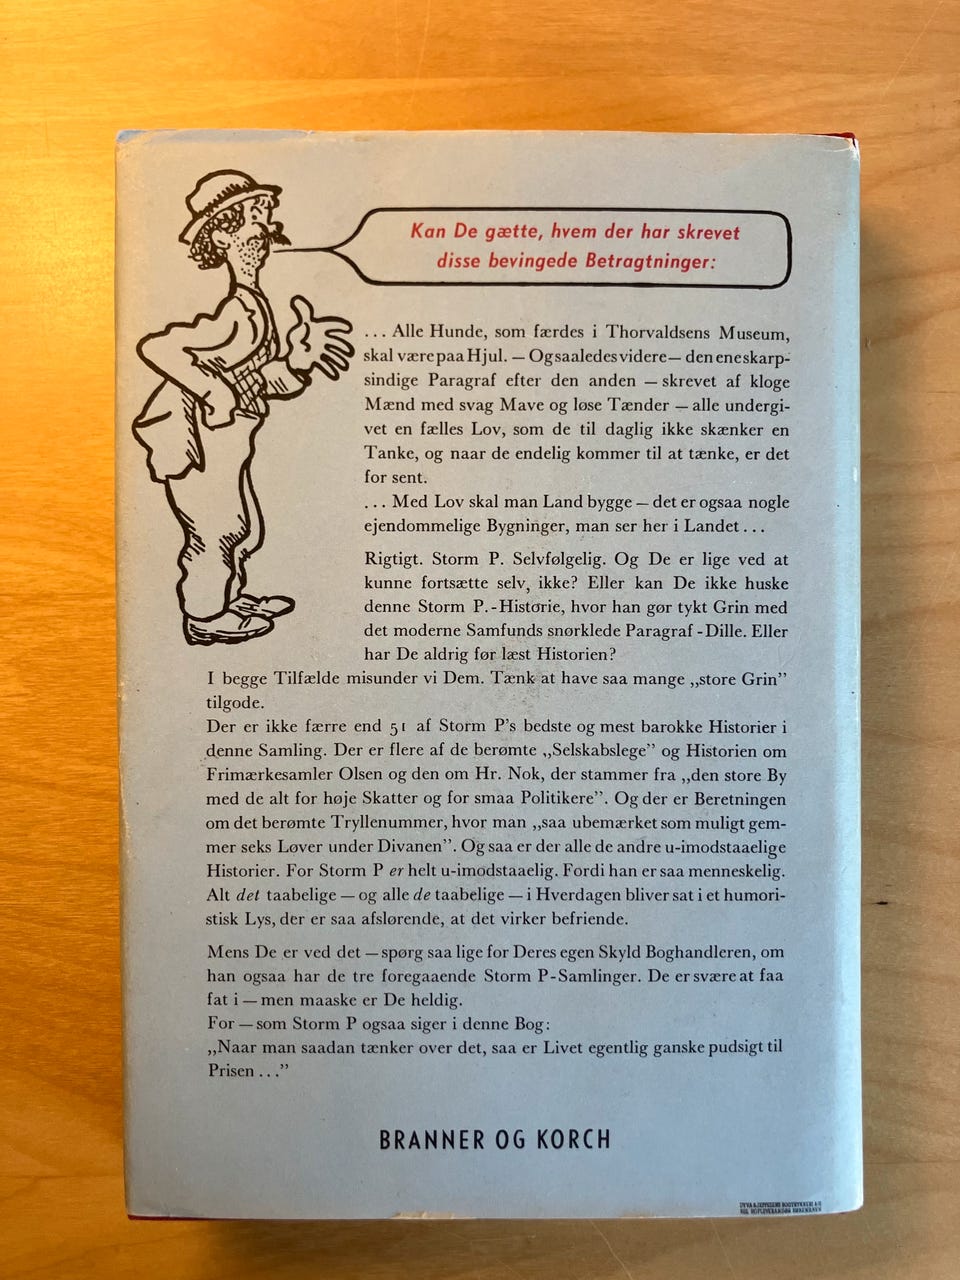 Kan De gætte, hvem der har skrevet
disse bevingede Betragtninger:
... Alle Hunde, som færdes i Thorvaldsens Museum,
skal være paa Hjul. — Og saaledes videre — den ene skarp-
sindige Paragraf efter den anden — skrevet af kloge
Mænd med svag Mave og løse Tænder — alle undergi-
vet en fælles Lov, som de til daglig ikke skænker en
Tanke, og naar de endelig kommer til at tænke, er det
for sent.
... Med Lov skal man Land bygge — det er ogsaa nogle
ejendommelige Bygninger, man ser her i Landet ...
Rigtigt. Storm P. Selvfølgelig. Og De er lige ved at
kunne fortsætte selv, ikke? Eller kan De ikke huske
denne Storm P.-Historie, hvor han gør tykt Grin med
det moderne Samfunds snørklede Paragraf-Dille. Eller
har De aldrig før læst Historien?
I begge Tilfælde misunder vi Dem. Tænk at have saa mange „store Grin”
tilgode.
Der er ikke færre end 51 af Storm P's bedste og mest barokke Historier i
denne Samling. Der er flere af de berømte „Selskabslege” og Historien om
Frimærkesamler Olsen og den om Hr. Nok, der stammer fra „den store By
med de alt for høje Skatter og for smaa Politikere”. Og der er Beretningen
om det berømte Tryllenummer, hvor man „saa ubemærket som muligt gem-
mer seks Løver under Divanen”. Og saa er der alle de andre u-imodstaaelige
Historier. For Storm P er helt u-imodstaaelig. Fordi han er saa menneskelig.
Alt det taabelige — og alle de taabelige — i Hverdagen bliver sat i et humori-
stisk Lys, der er saa afslørende, at det virker befriende.
Mens De er ved det — spørg saa lige for Deres egen Skyld Boghandleren, om
han ogsaa har de tre foregaaende Storm P-Samlinger. De er svære at faa
fat i — men maaske er De heldig.
For — som Storm P ogsaa siger i denne Bog:
„Naar man saadan tænker over det, saa er Livet egentlig ganske pudsigt til
Prisen ...”
BRANNER OG KORCH